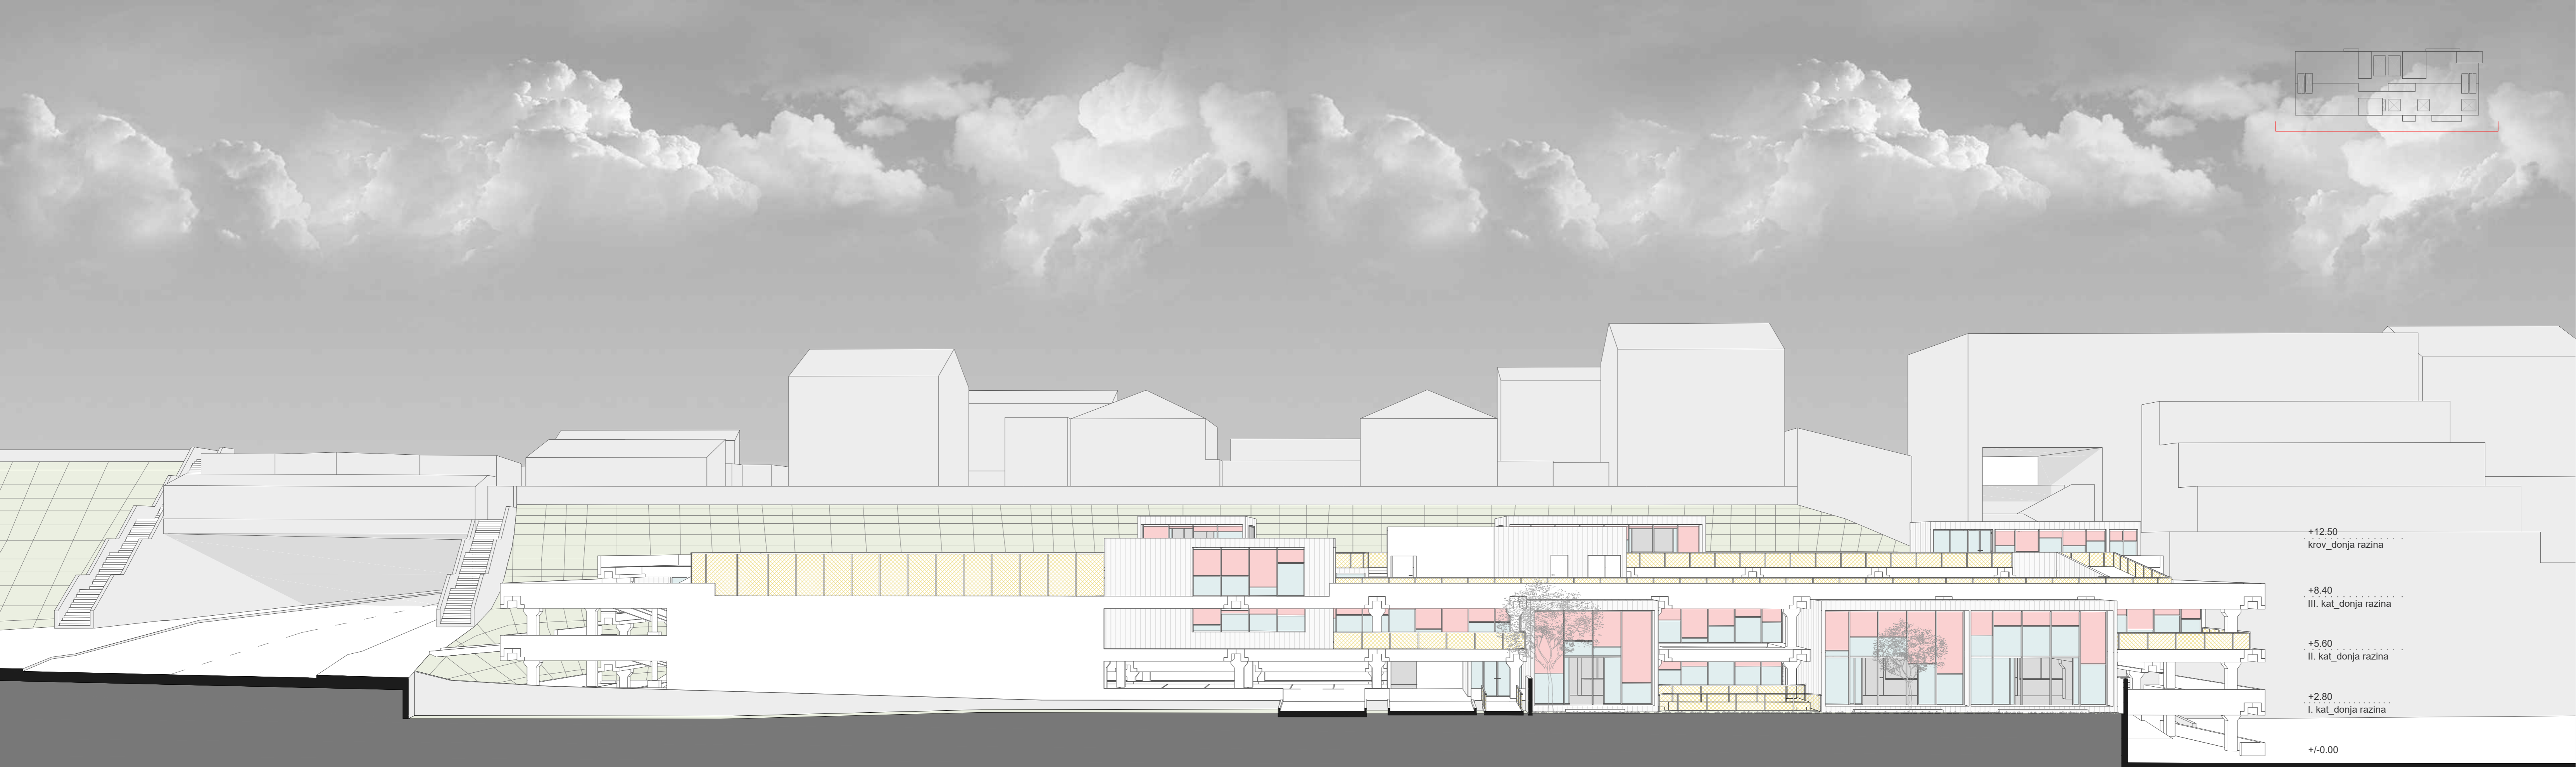 +12.50
krov_donja razina
+8.40
III. kat_donja razina
+5.60
II. kat_donja razina
+2.80
I. kat_donja razina
+/-0.00